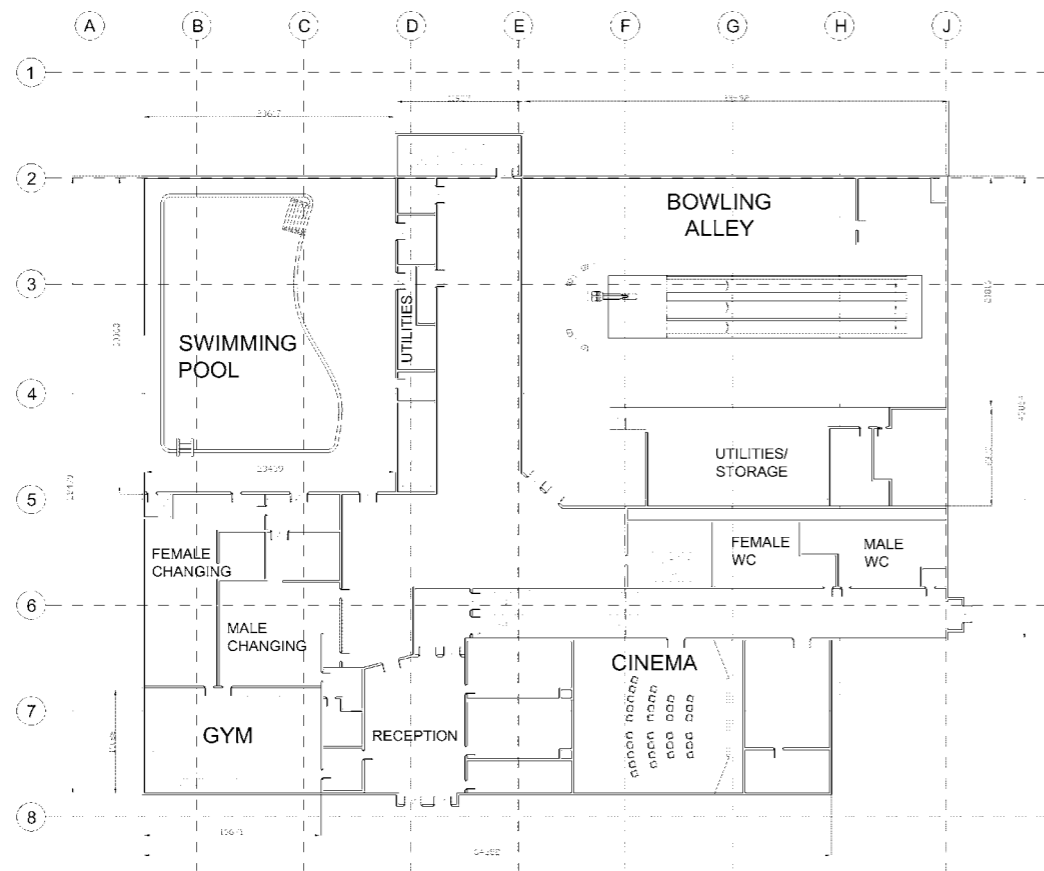 A B C D E F G H J
1
2
BOWLING
ALLEY
3
UTILITIES
SWIMMING
POOL
4
UTILITIES/
STORAGE
5
FEMALE
CHANGING
FEMALE
WC
MALE
WC
6
MALE
CHANGING
CINEMA
7
GYM
RECEPTION
8